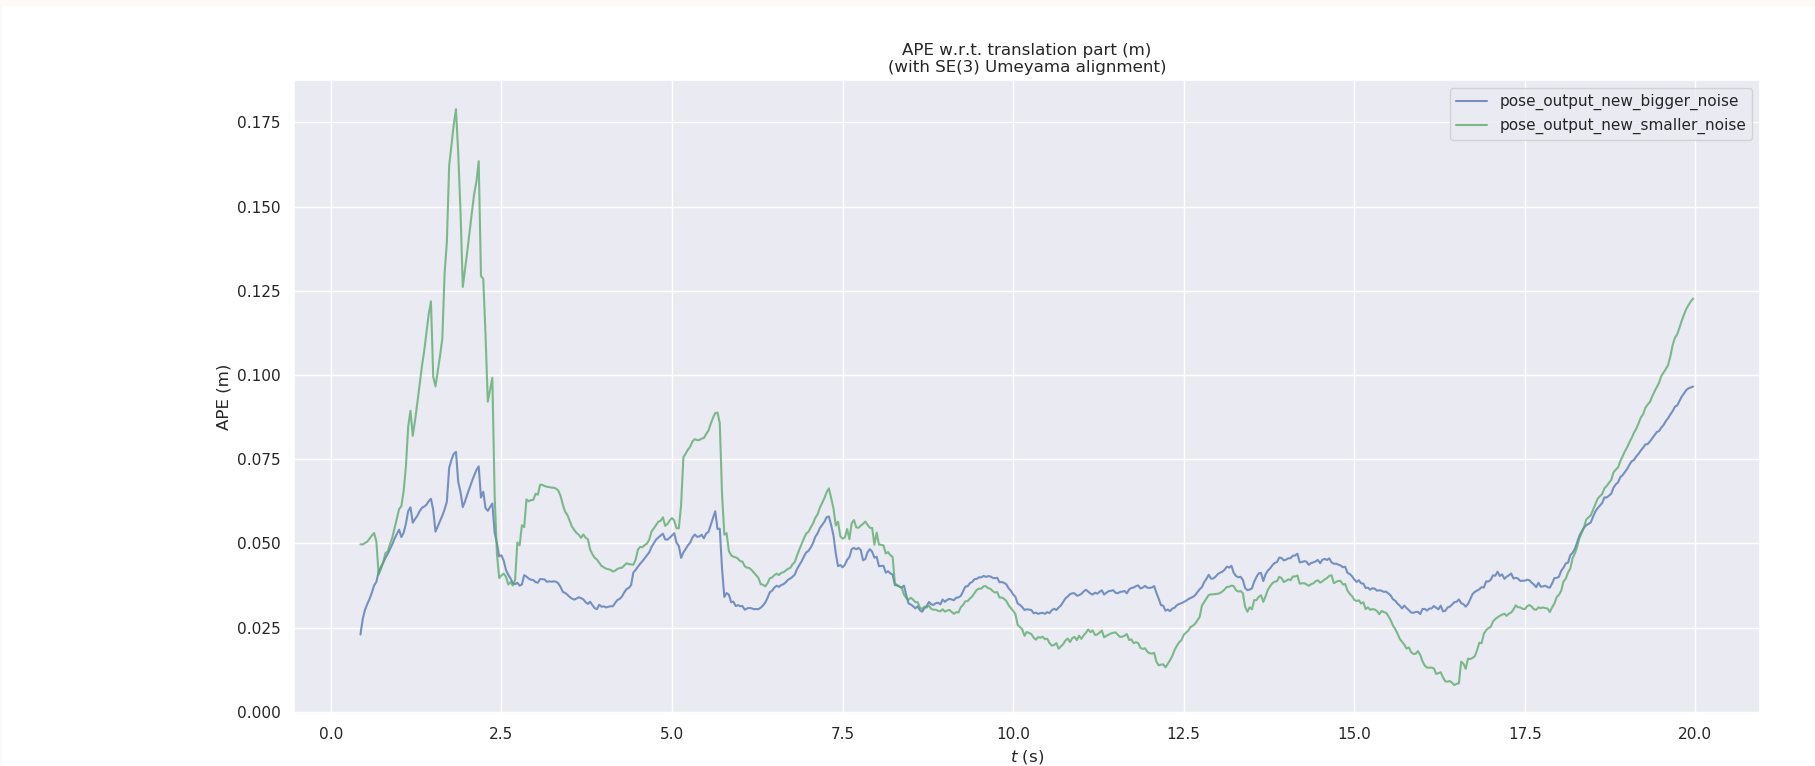 APE w.r.t. translation part (m)
(with SE(3) Umeyama alignment)
pose_output_new_bigger_noise
pose_output_new_smaller_noise
0.175
0.150
0.125
0.100
0.075
0.050
0.025
0.000
APE (m)
0.0 2.5 5.0 7.5 10.0 12.5 15.0 17.5 20.0
t (s)